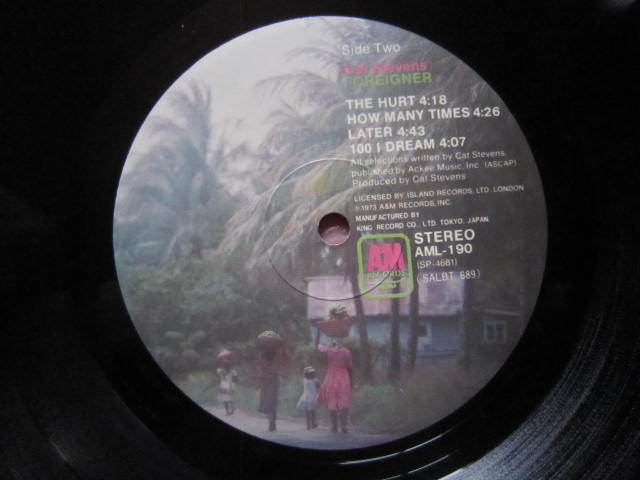 Side Two
Cat Stevens
FOREIGNER
THE HURT 4:18
HOW MANY TIMES 4:26
LATER 4:43
100 I DREAM 4:07
All selections written by Cat Stevens,
published by Ackee Music, Inc. (ASCAP)
Produced by Cat Stevens
LICENSED BY ISLAND RECORDS, LTD. LONDON
℗1973 A&M RECORDS, INC.
MANUFACTURED BY
KING RECORD CO., LTD. TOKYO, JAPAN
STEREO
AML-190
(SP-4681)
(SALBT. 689)
A&M
RECORDS